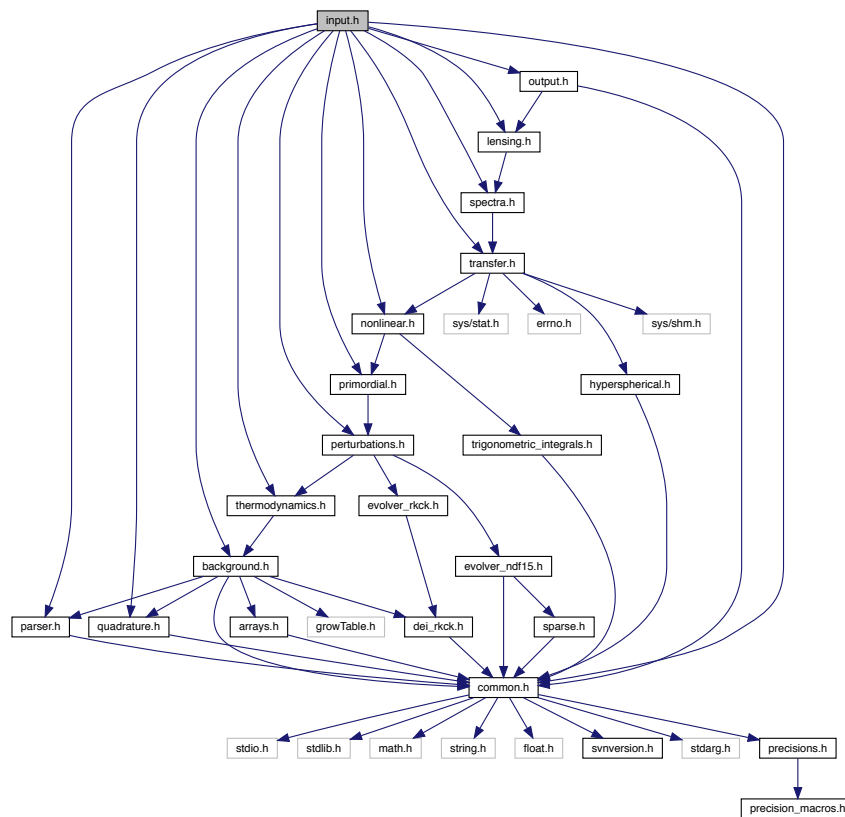 input.h
output.h
lensing.h
spectra.h
transfer.h
nonlinear.h
sys/stat.h
errno.h
sys/shm.h
primordial.h
hyperspherical.h
perturbations.h
trigonometric_integrals.h
thermodynamics.h
evolver_rkck.h
background.h
evolver_ndf15.h
parser.h
quadrature.h
arrays.h
growTable.h
dei_rkck.h
sparse.h
common.h
stdio.h
stdlib.h
math.h
string.h
float.h
svnversion.h
stdarg.h
precisions.h
precision_macros.h